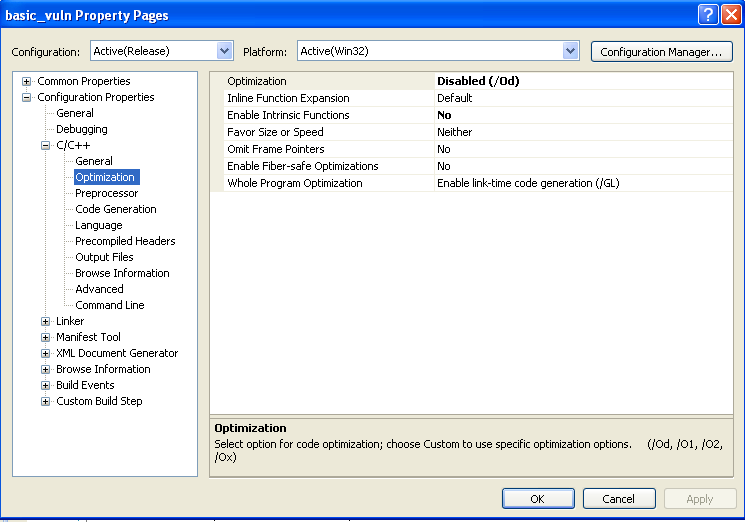 basic_vuln Property Pages
Configuration: Active(Release) Platform: Active(Win32) Configuration Manager...
Common Properties
Configuration Properties
General
Debugging
C/C++
General
Optimization
Preprocessor
Code Generation
Language
Precompiled Headers
Output Files
Browse Information
Advanced
Command Line
Linker
Manifest Tool
XML Document Generator
Browse Information
Build Events
Custom Build Step
Optimization Disabled (/Od)
Inline Function Expansion Default
Enable Intrinsic Functions No
Favor Size or Speed Neither
Omit Frame Pointers No
Enable Fiber-safe Optimizations No
Whole Program Optimization Enable link-time code generation (/GL)
Optimization
Select option for code optimization; choose Custom to use specific optimization options. (/Od, /O1, /O2,
/Ox)
OK Cancel Apply